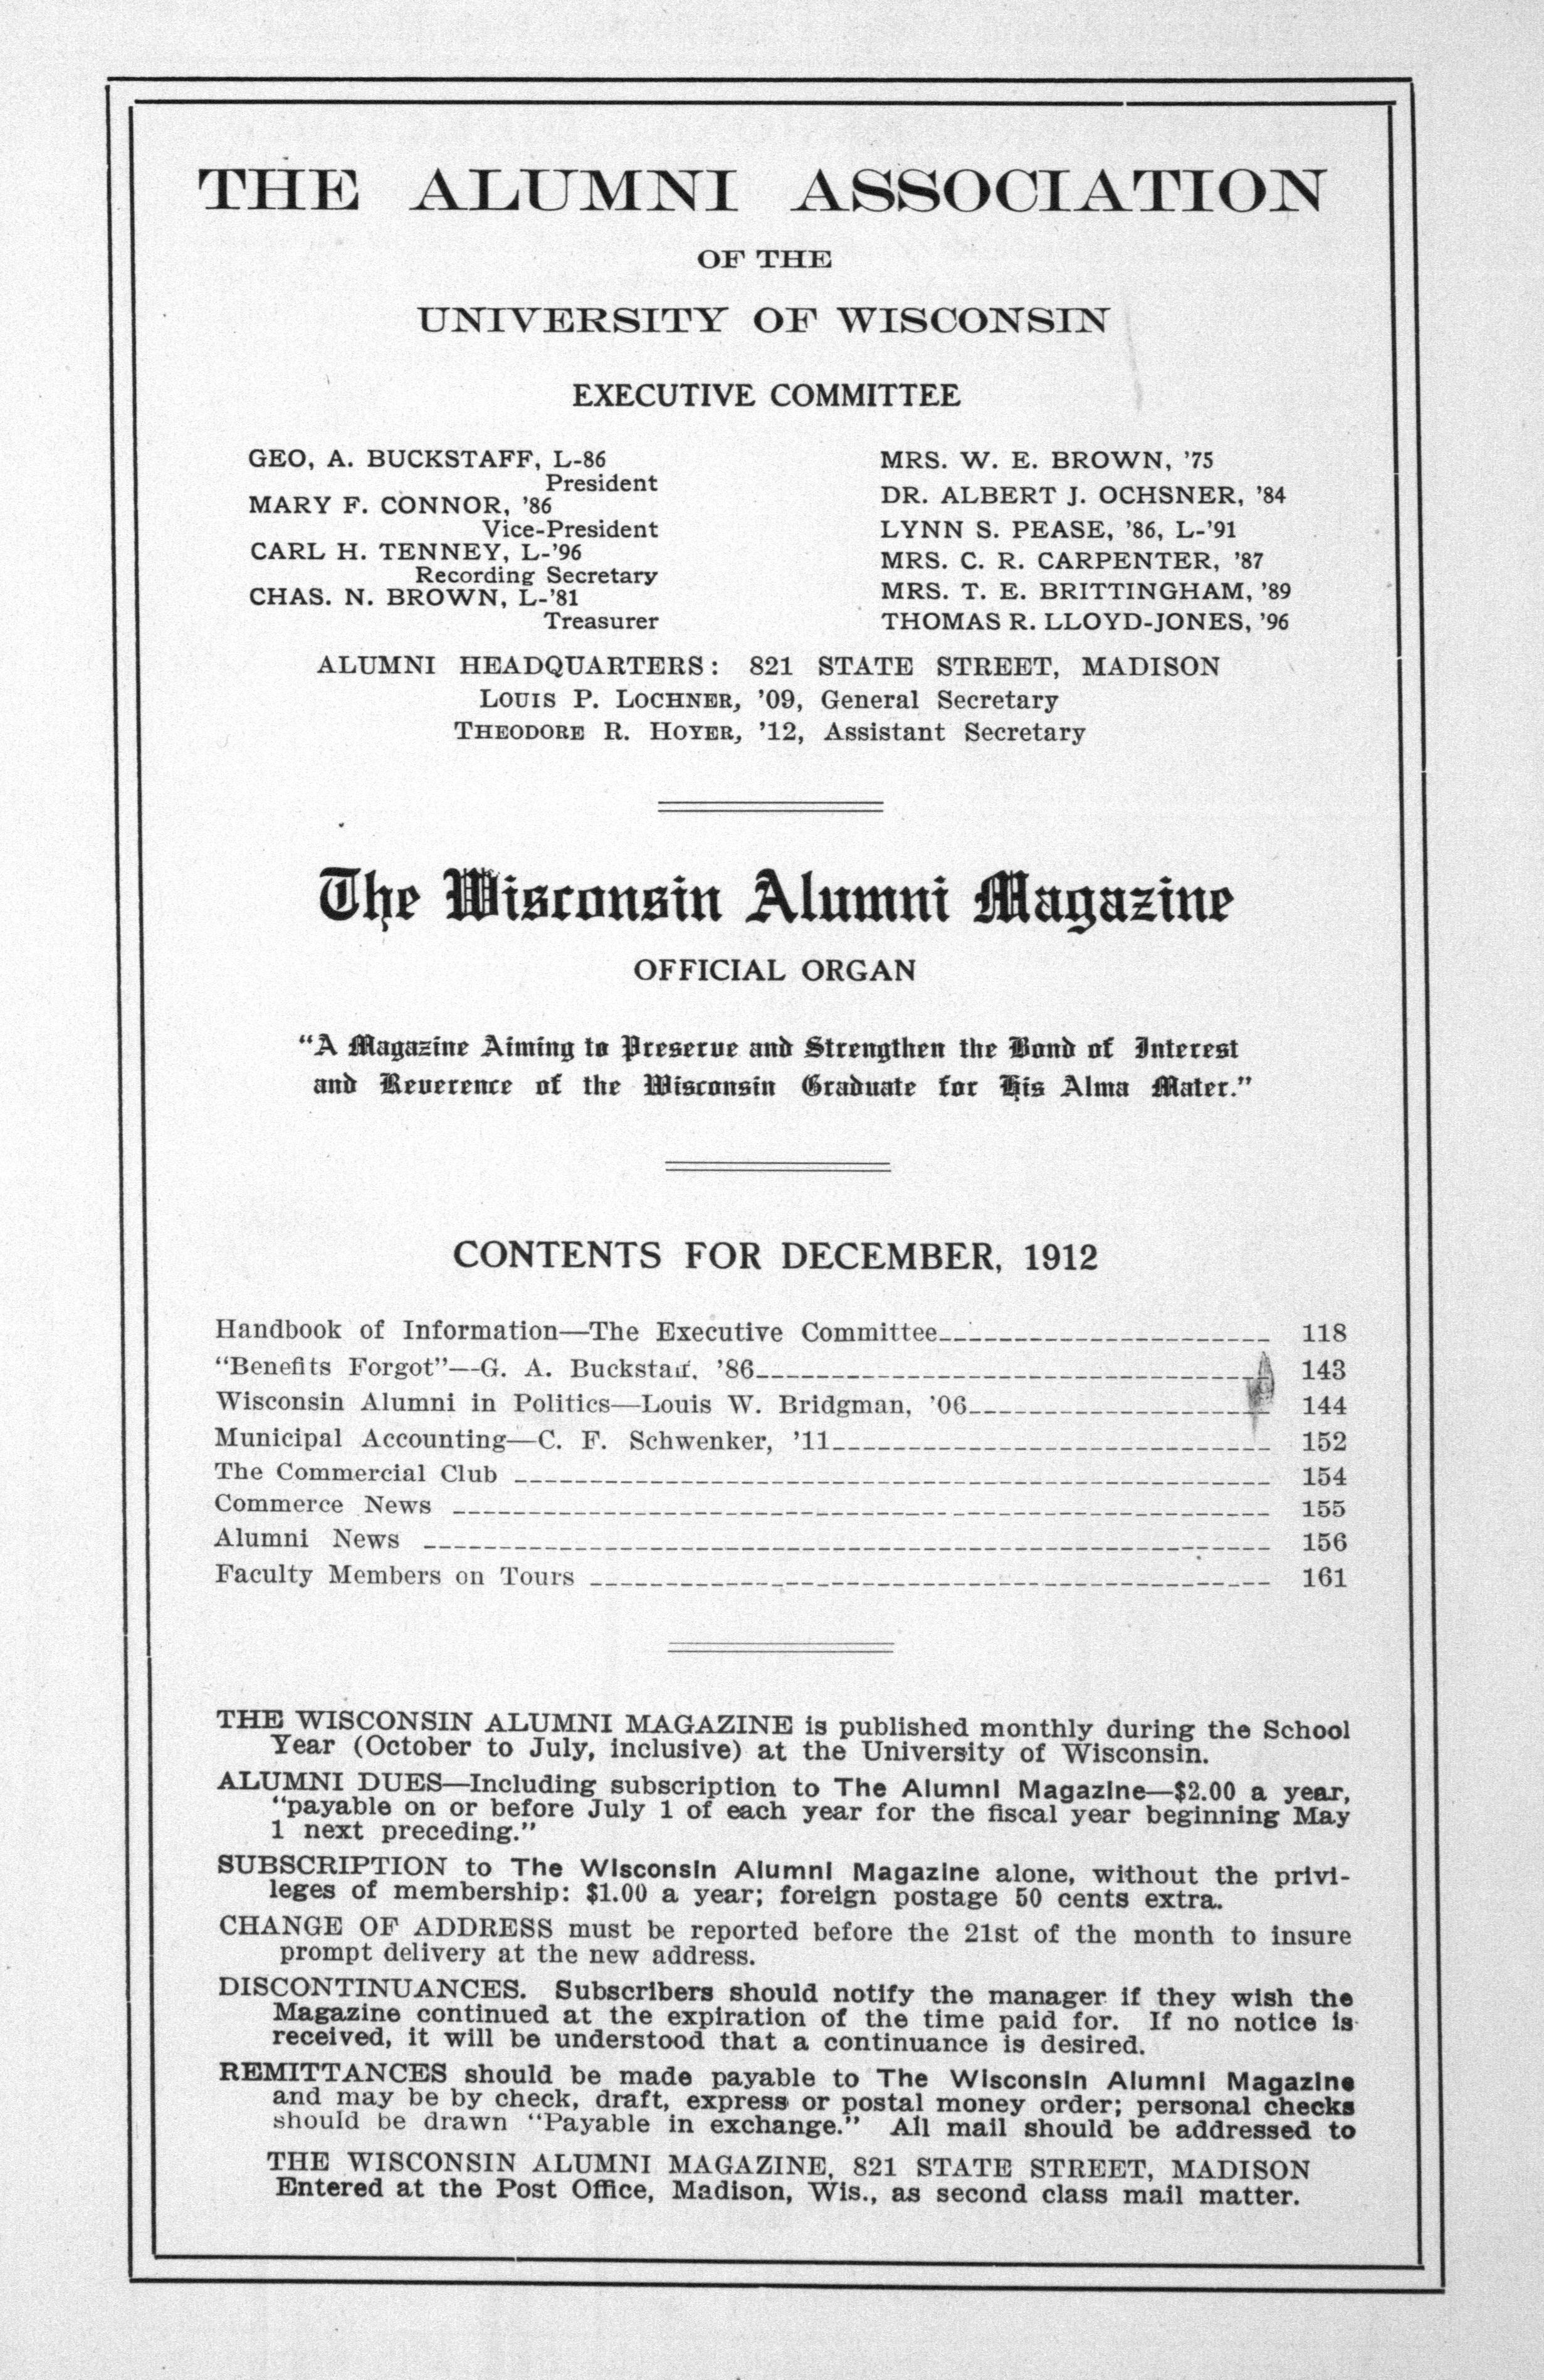 THE ALUMNI ASSOCIATION
OF THE
UNIVERSITY OF WISCONSIN
EXECUTIVE COMMITTEE
GEO, A. BUCKSTAFF, L-86
President
MARY F. CONNOR, '86
Vice-President
CARL H. TENNEY, L-'96
Recording Secretary
CHAS. N. BROWN, L-'81
Treasurer
MRS. W. E. BROWN, '75
DR. ALBERT J. OCHSNER, '84
LYNN S. PEASE, '86, L-'91
MRS. C. R. CARPENTER, '87
MRS. T. E. BRITTINGHAM, '89
THOMAS R. LLOYD-JONES, '96
ALUMNI HEADQUARTERS: 821 STATE STREET, MADISON
LOUIS P. LOCHNER, '09, General Secretary
THEODORE R. HOYER, '12, Assistant Secretary
The Wisconsin Alumni Magazine
OFFICIAL ORGAN
"A Magazine Aiming to Preserve and Strengthen the Bond of Interest
and Reverence of the Wisconsin Graduate for His Alma Mater."
CONTENTS FOR DECEMBER, 1912
Handbook of Information—The Executive Committee 118
"Benefits Forgot"—G. A. Buckstaff, '86 143
Wisconsin Alumni in Politics—Louis W. Bridgman, '06 144
Municipal Accounting—C. F. Schwenker, '11 152
The Commercial Club 154
Commerce News 155
Alumni News 156
Faculty Members on Tours 161
THE WISCONSIN ALUMNI MAGAZINE is published monthly during the School
Year (October to July, inclusive) at the University of Wisconsin.
ALUMNI DUES—Including subscription to The Alumni Magazine—$2.00 a year,
"payable on or before July 1 of each year for the fiscal year beginning May
1 next preceding."
SUBSCRIPTION to The Wisconsin Alumni Magazine alone, without the privi-
leges of membership: $1.00 a year; foreign postage 50 cents extra.
CHANGE OF ADDRESS must be reported before the 21st of the month to insure
prompt delivery at the new address.
DISCONTINUANCES. Subscribers should notify the manager if they wish the
Magazine continued at the expiration of the time paid for. If no notice is
received, it will be understood that a continuance is desired.
REMITTANCES should be made payable to The Wisconsin Alumni Magazine
and may be by check, draft, express or postal money order; personal checks
should be drawn "Payable in exchange." All mail should be addressed to
THE WISCONSIN ALUMNI MAGAZINE, 821 STATE STREET, MADISON
Entered at the Post Office, Madison, Wis., as second class mail matter.